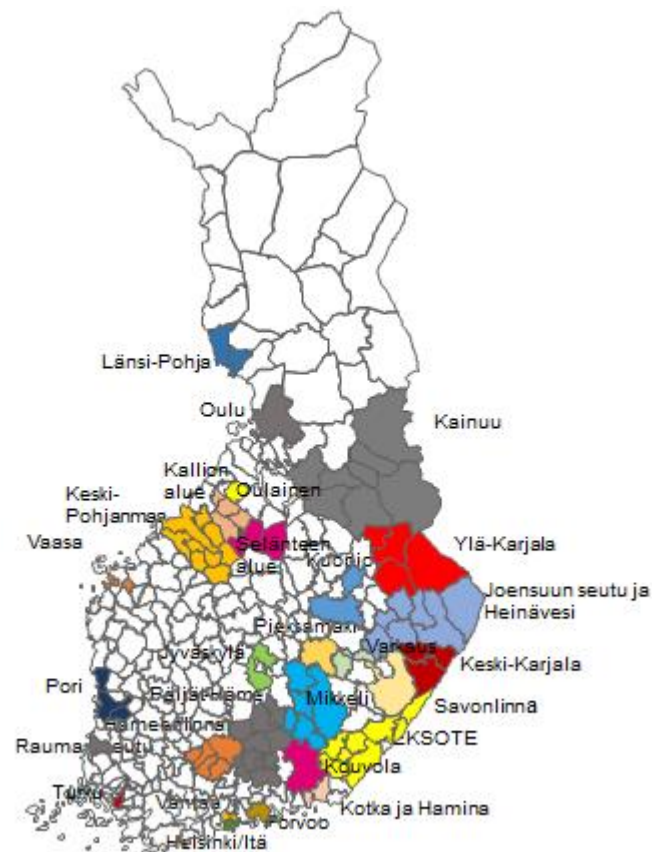 Länsi-Pohja
Oulu
Kainuu
Kallion
alue
Oulainen
Keski-
Pohjanmaa
Vaasa
Selänteen
alue
Kuopio
Ylä-Karjala
Joensuun seutu ja
Heinävesi
Pieksämäki
Varkaus
Jyväskylä
Keski-Karjala
Pori
Päijät-Häme
Mikkeli
Savonlinna
Hämeenlinna
EKSOTE
Rauma seutu
Kouvola
Turku
Vantaa
Kotka ja Hamina
Porvoo
Helsinki/Itä